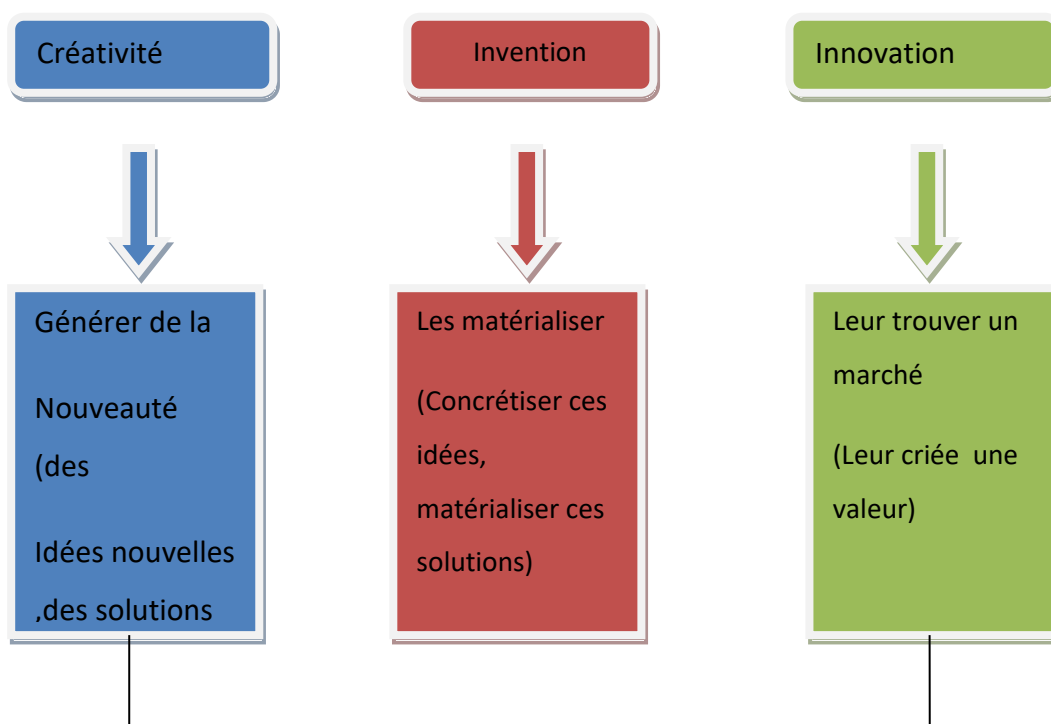 Créativité
Invention
Innovation
Générer de la
Nouveauté
(des
Idées nouvelles
,des solutions
Les matérialiser
(Concrétiser ces
idées,
matérialiser ces
solutions)
Leur trouver un
marché
(Leur criée une
valeur)